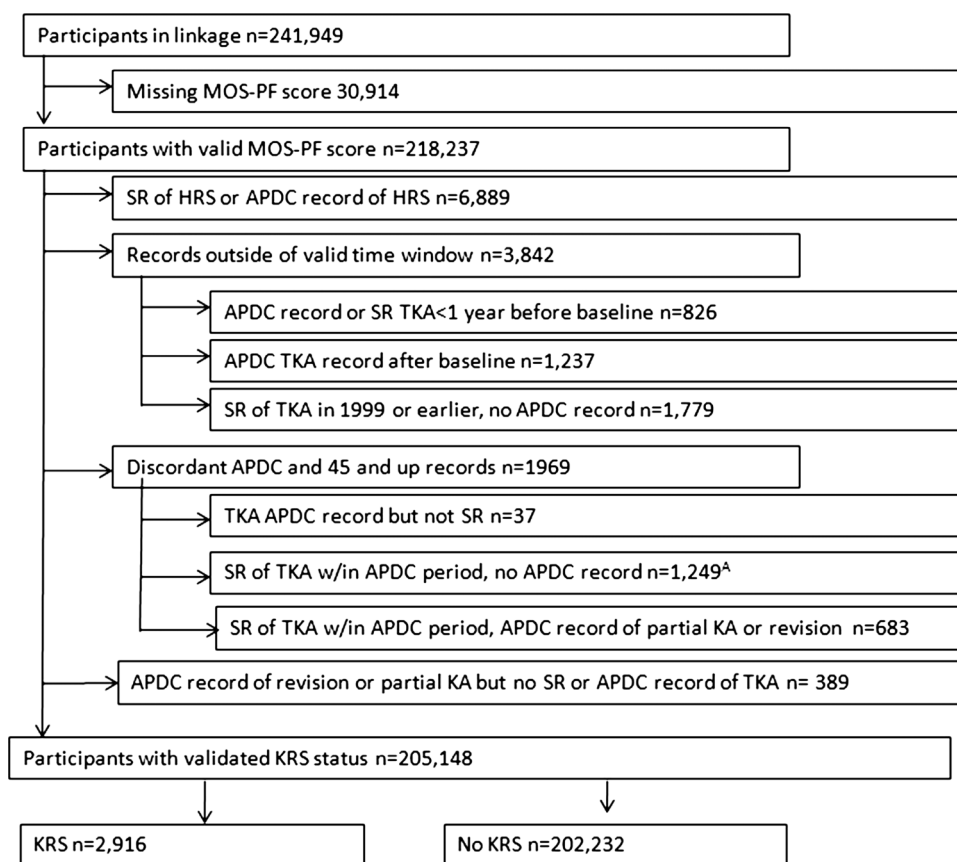 Participants in linkage n=241,949
Missing MOS-PF score 30,914
Participants with valid MOS-PF score n=218,237
SR of HRS or APDC record of HRS n=6,889
Records outside of valid time window n=3,842
APDC record or SR TKA<1 year before baseline n=826
APDC TKA record after baseline n=1,237
SR of TKA in 1999 or earlier, no APDC record n=1,779
Discordant APDC and 45 and up records n=1969
TKA APDC record but not SR n=37
SR of TKA w/in APDC period, no APDC record n=1,249ᴬ
SR of TKA w/in APDC period, APDC record of partial KA or revision n=683
APDC record of revision or partial KA but no SR or APDC record of TKA n= 389
Participants with validated KRS status n=205,148
KRS n=2,916
No KRS n=202,232